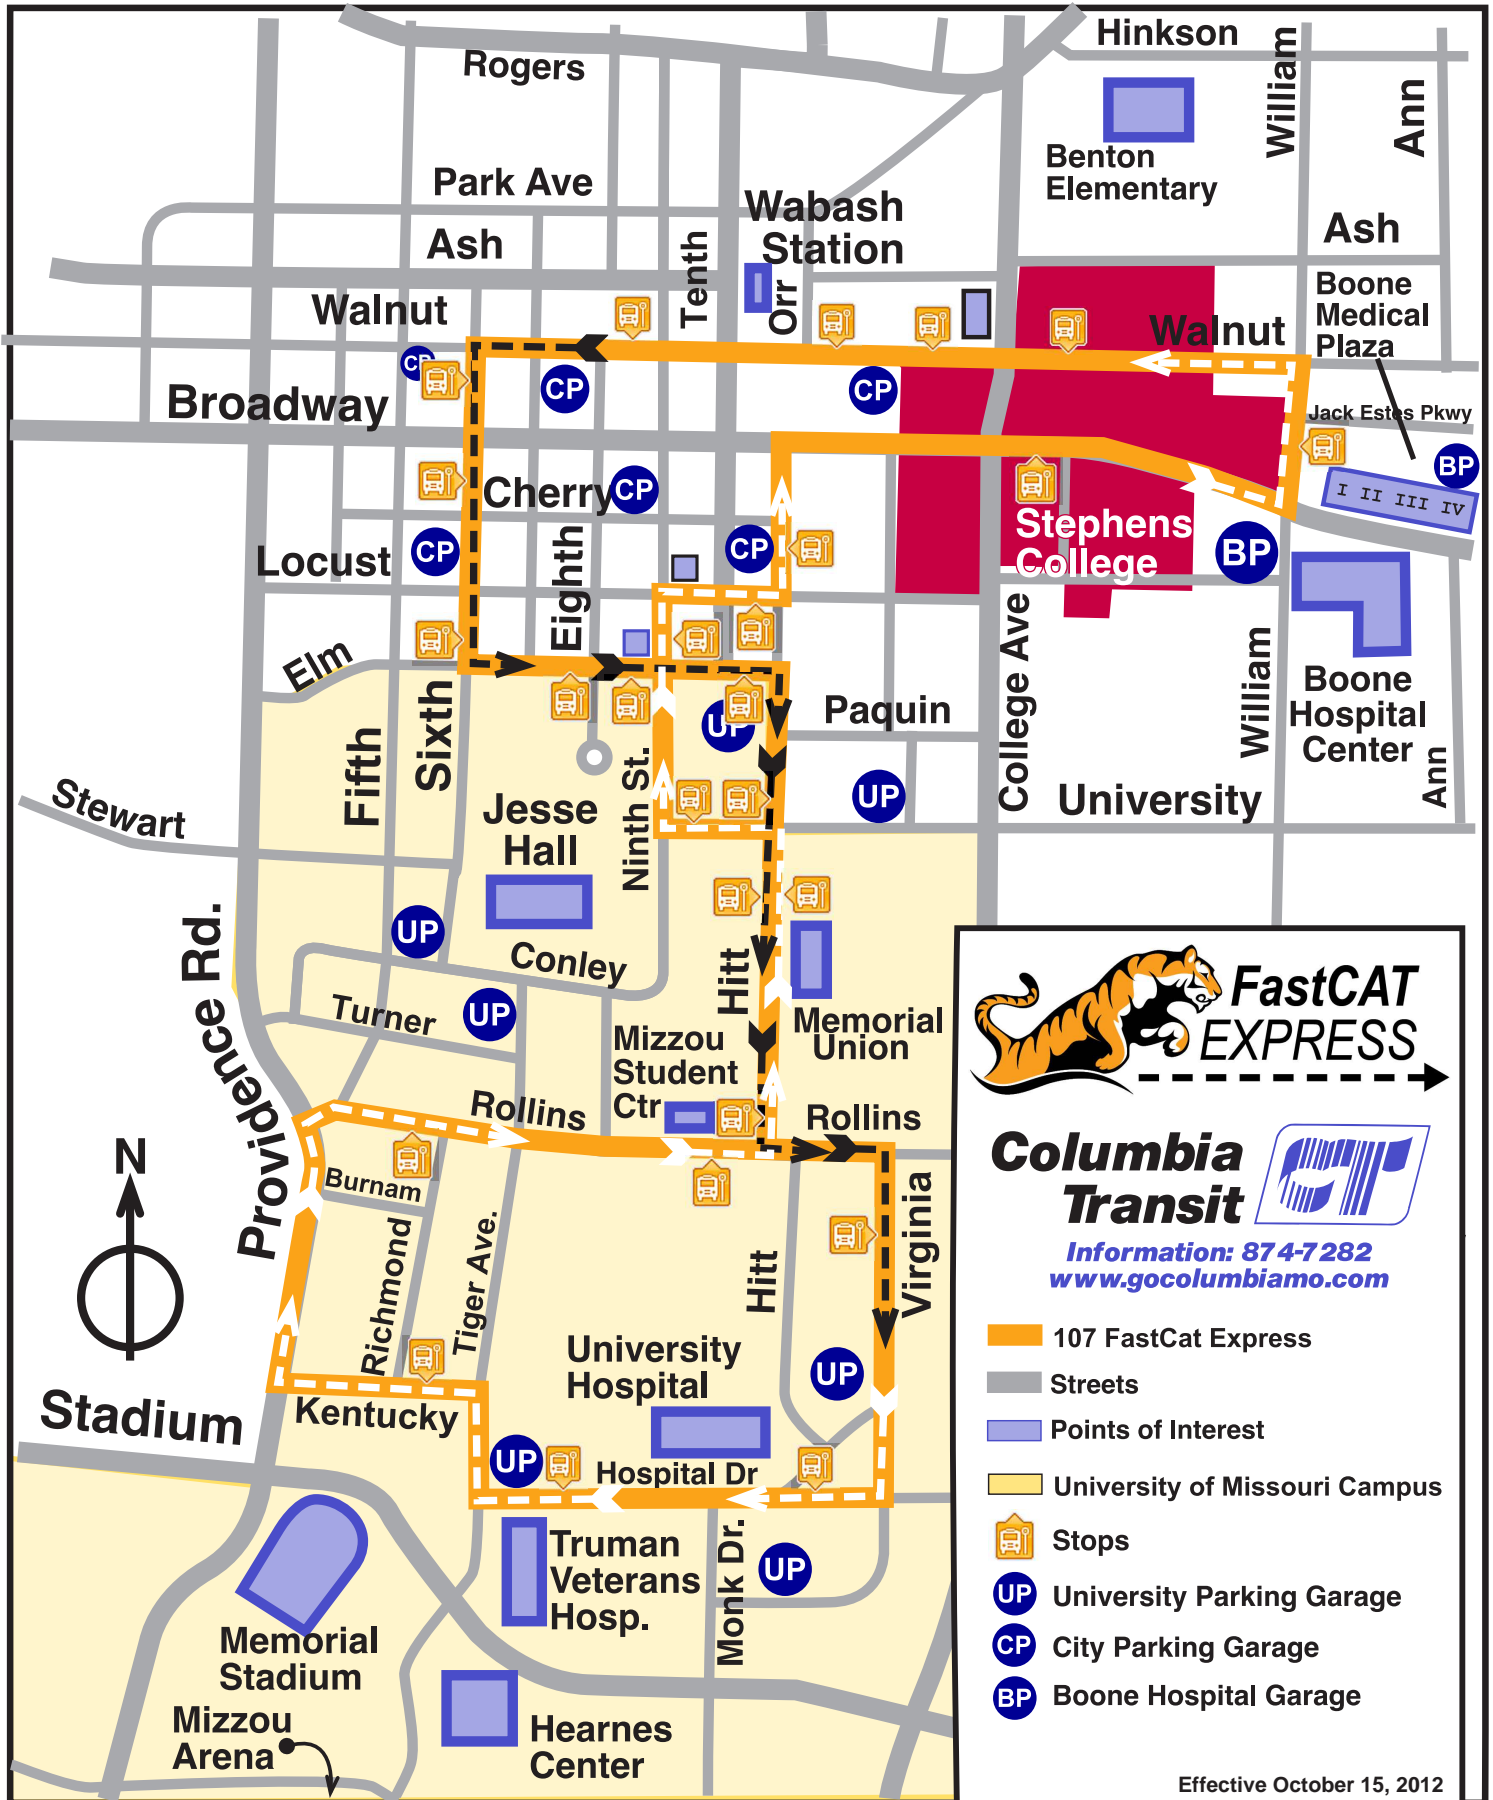 Hinkson
Rogers
William
Ann
Benton
Elementary
Park Ave
Wabash
Station
Ash
Ash
Tenth
Orr
Boone
Medical
Plaza
Walnut
Walnut
CP
CP
CP
Broadway
Jack Estes Pkwy
BP
I II III IV
Cherry
CP
Stephens
College
Locust
CP
CP
BP
Eighth
College Ave
Elm
William
Boone
Hospital
Center
Ann
Paquin
UP
Fifth
Sixth
Ninth St.
Stewart
Jesse
Hall
UP
University
UP
Providence Rd.
Conley
Hitt
Turner
UP
Mizzou
Student
Ctr
Memorial
Union
Rollins
Rollins
N
Burnam
Richmond
Tiger Ave.
Hitt
Virginia
University
Hospital
UP
Stadium
Kentucky
UP
Hospital Dr
Truman
Veterans
Hosp.
Monk Dr.
UP
Memorial
Stadium
Mizzou
Arena
Hearnes
Center
FastCAT
EXPRESS
Columbia
Transit
CT
Information: 874-7282
www.gocolumbiamo.com
107 FastCat Express
Streets
Points of Interest
University of Missouri Campus
Stops
UP University Parking Garage
CP City Parking Garage
BP Boone Hospital Garage
Effective October 15, 2012